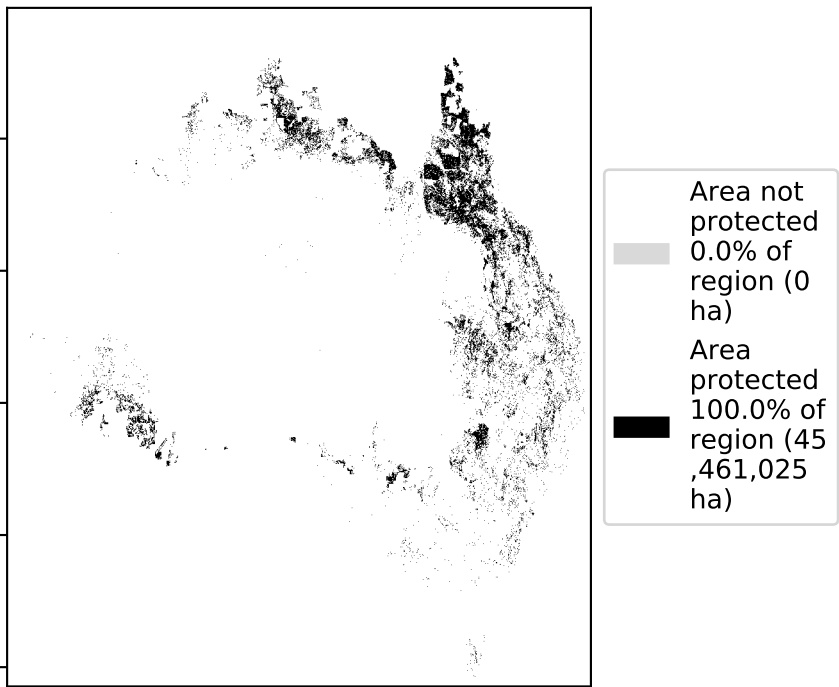 Area not
protected
0.0% of
region (0
ha)
Area
protected
100.0% of
region (45
,461,025
ha)